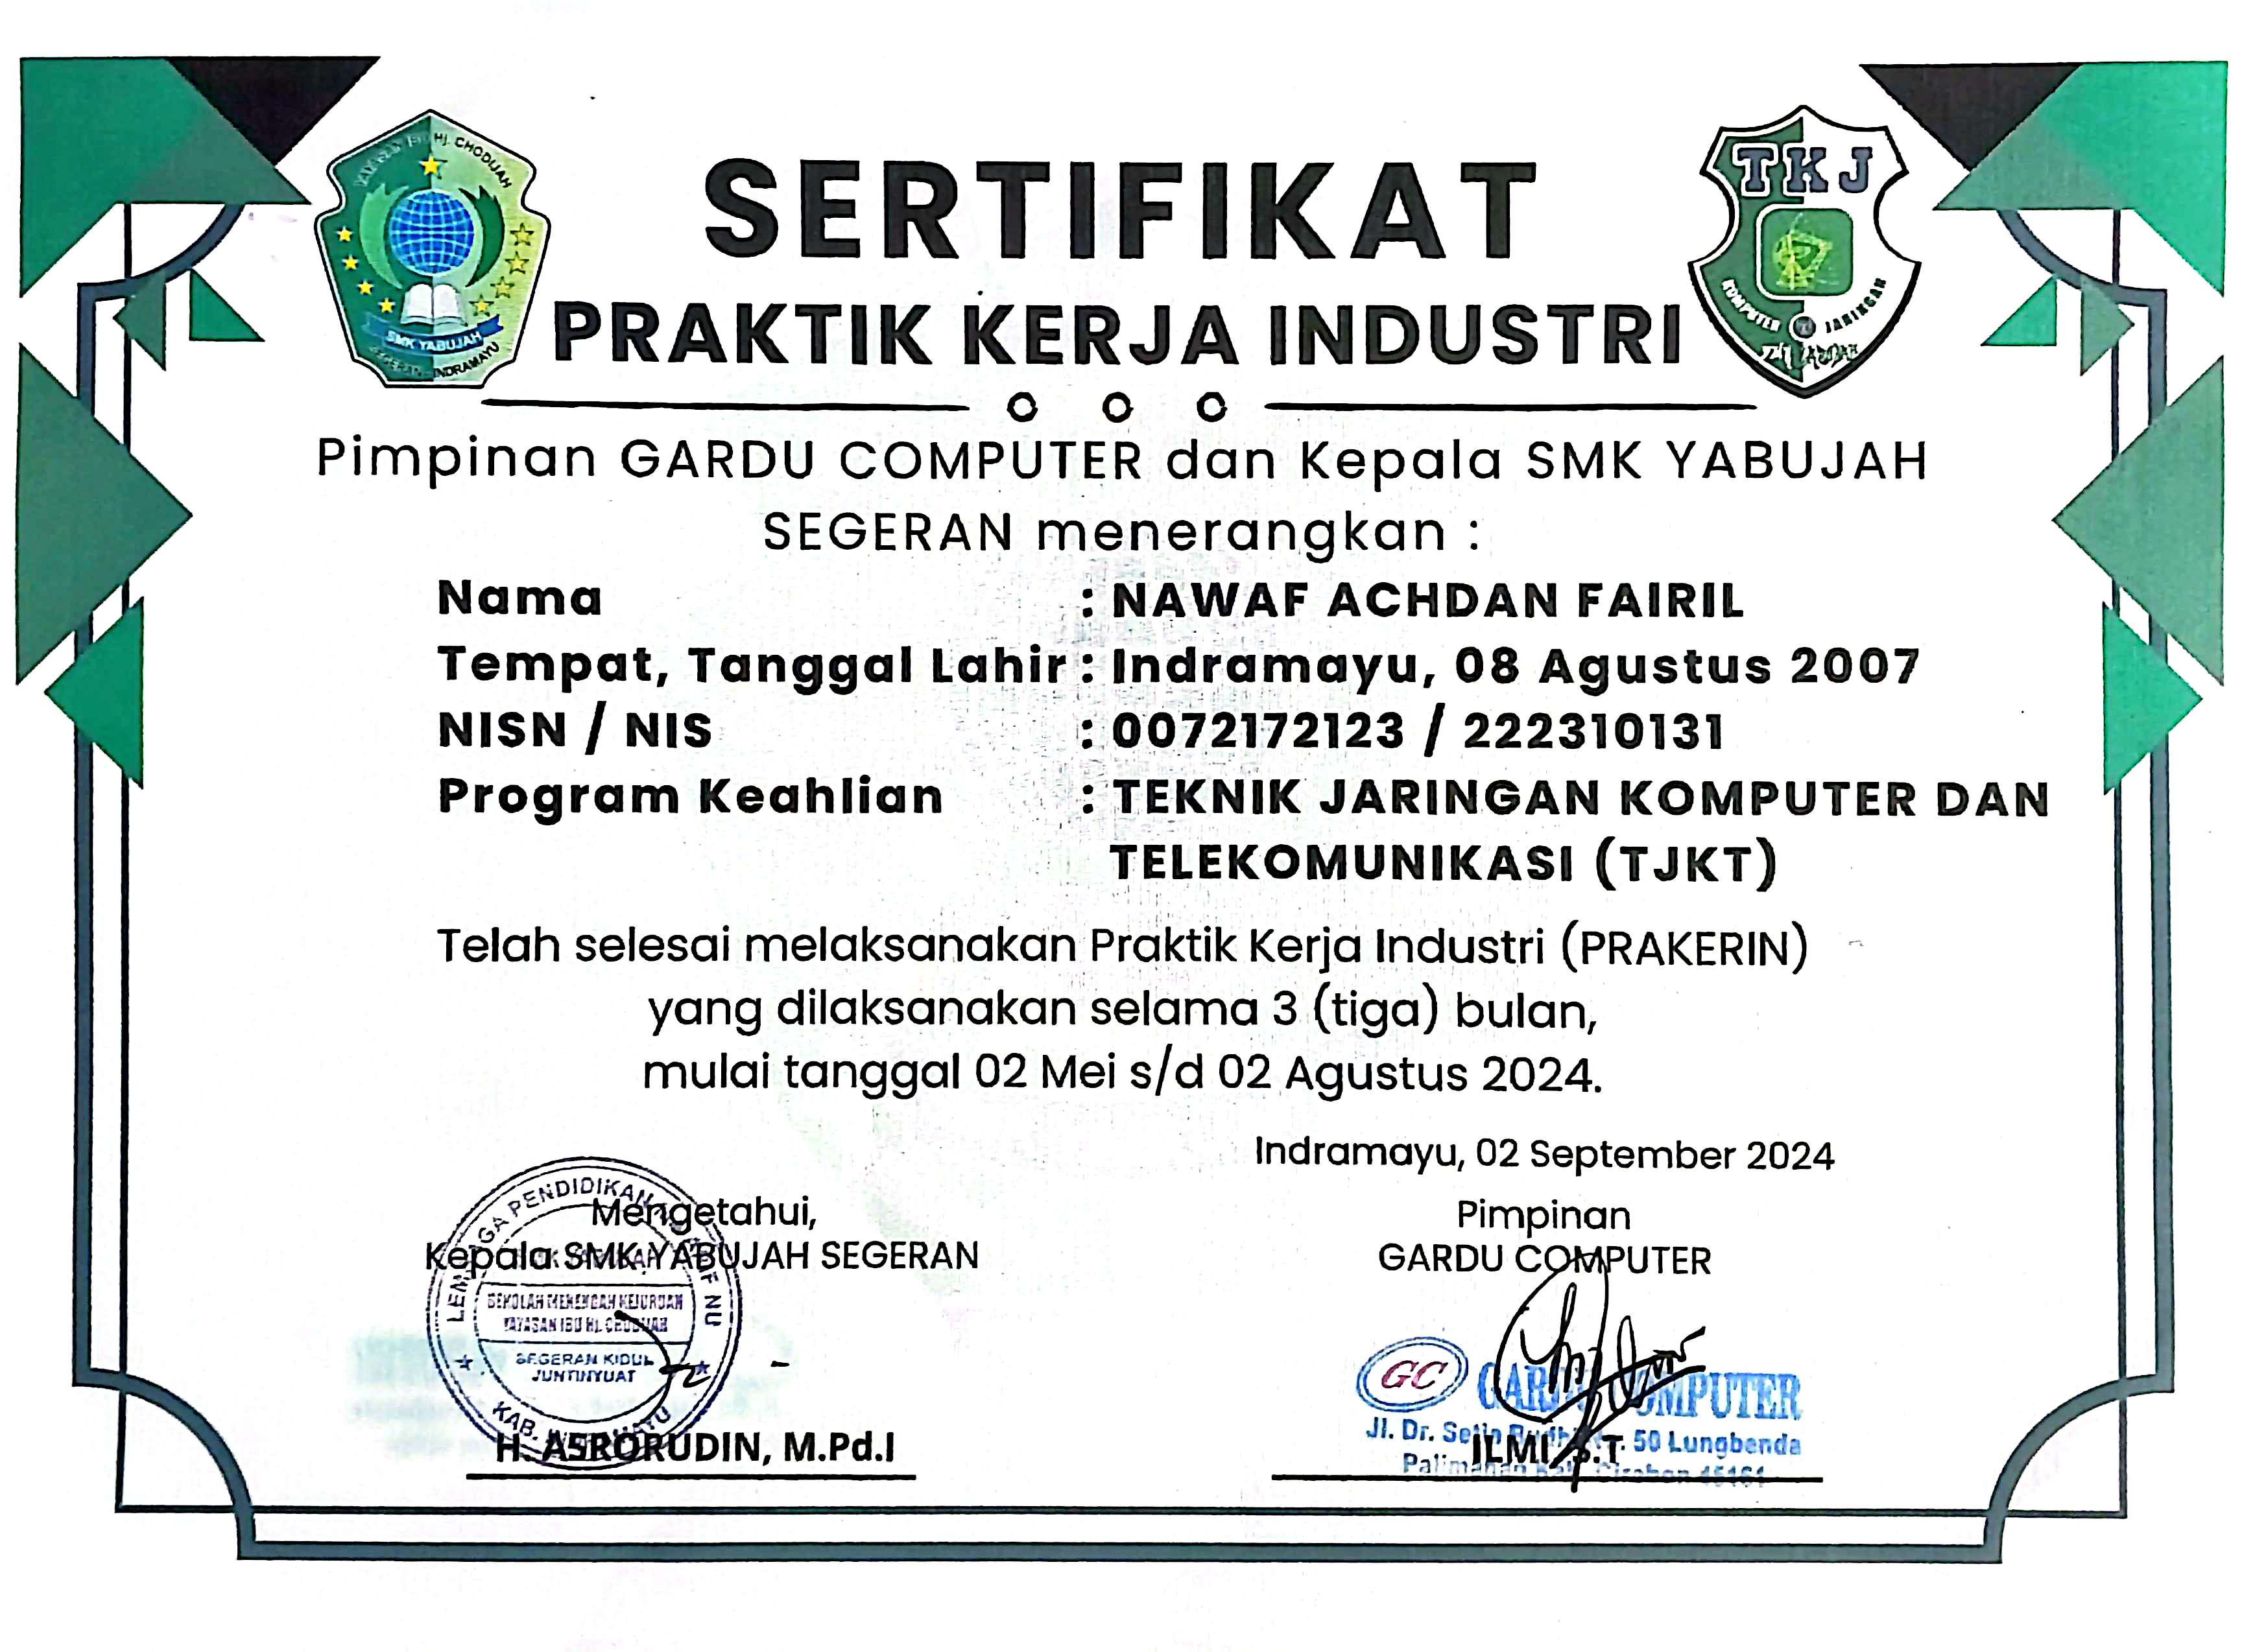 YAYASAN IBU Hj. CHODIJAH
SMK YABUJAH
SEGERAN - INDRAMAYU
TKJ
KOMPUTER JARINGAN
SERTIFIKAT
PRAKTIK KERJA INDUSTRI
Pimpinan GARDU COMPUTER dan Kepala SMK YABUJAH
SEGERAN menerangkan :
Nama : NAWAF ACHDAN FAIRIL
Tempat, Tanggal Lahir : Indramayu, 08 Agustus 2007
NISN / NIS : 0072172123 / 222310131
Program Keahlian : TEKNIK JARINGAN KOMPUTER DAN
TELEKOMUNIKASI (TJKT)
Telah selesai melaksanakan Praktik Kerja Industri (PRAKERIN)
yang dilaksanakan selama 3 (tiga) bulan,
mulai tanggal 02 Mei s/d 02 Agustus 2024.
Indramayu, 02 September 2024
Mengetahui,
Kepala SMK YABUJAH SEGERAN
LEMBAGA PENDIDIKAN MA'ARIF NU
SEKOLAH MENENGAH KEJURUAN
YAYASAN IBU Hj. CHODIJAH
SEGERAN KIDUL
JUNTINYUAT
KAB. INDRAMAYU
H. ASRORUDIN, M.Pd.I
Pimpinan
GARDU COMPUTER
GC GARDU COMPUTER
Jl. Dr. Setia Budhi No. 50 Lungbenda
Palimanan Kab. Cirebon 45161
ILMI, S.T